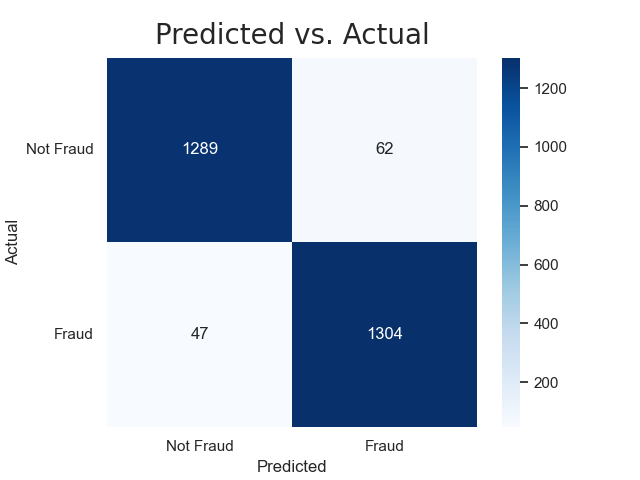 Predicted vs. Actual
Not Fraud
1289
62
Fraud
47
1304
Actual
Not Fraud
Fraud
Predicted
1200
1000
800
600
400
200